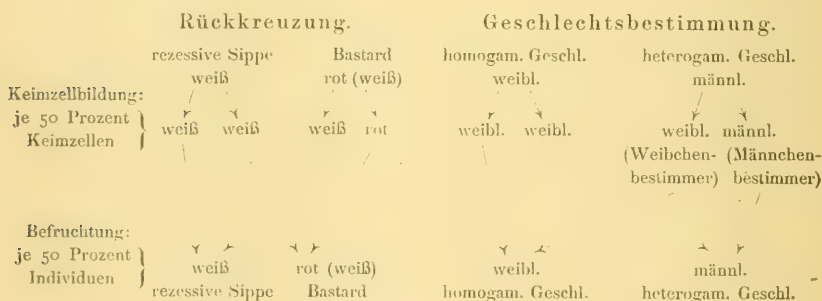 Rückkreuzung. Geschlechtsbestimmung.
rezessive Sippe Bastard homogam. Geschl. heterogam. Geschl.
weiß rot (weiß) weibl. männl.
Keimzellbildung:
je 50 Prozent } weiß weiß weiß rot weibl. weibl. weibl. männl.
Keimzellen
(Weibchen- (Männchen-
bestimmer) bestimmer)
Befruchtung:
je 50 Prozent }
Individuen weiß rot (weiß) weibl. männl.
rezessive Sippe Bastard homogam. Geschl. heterogam. Geschl.